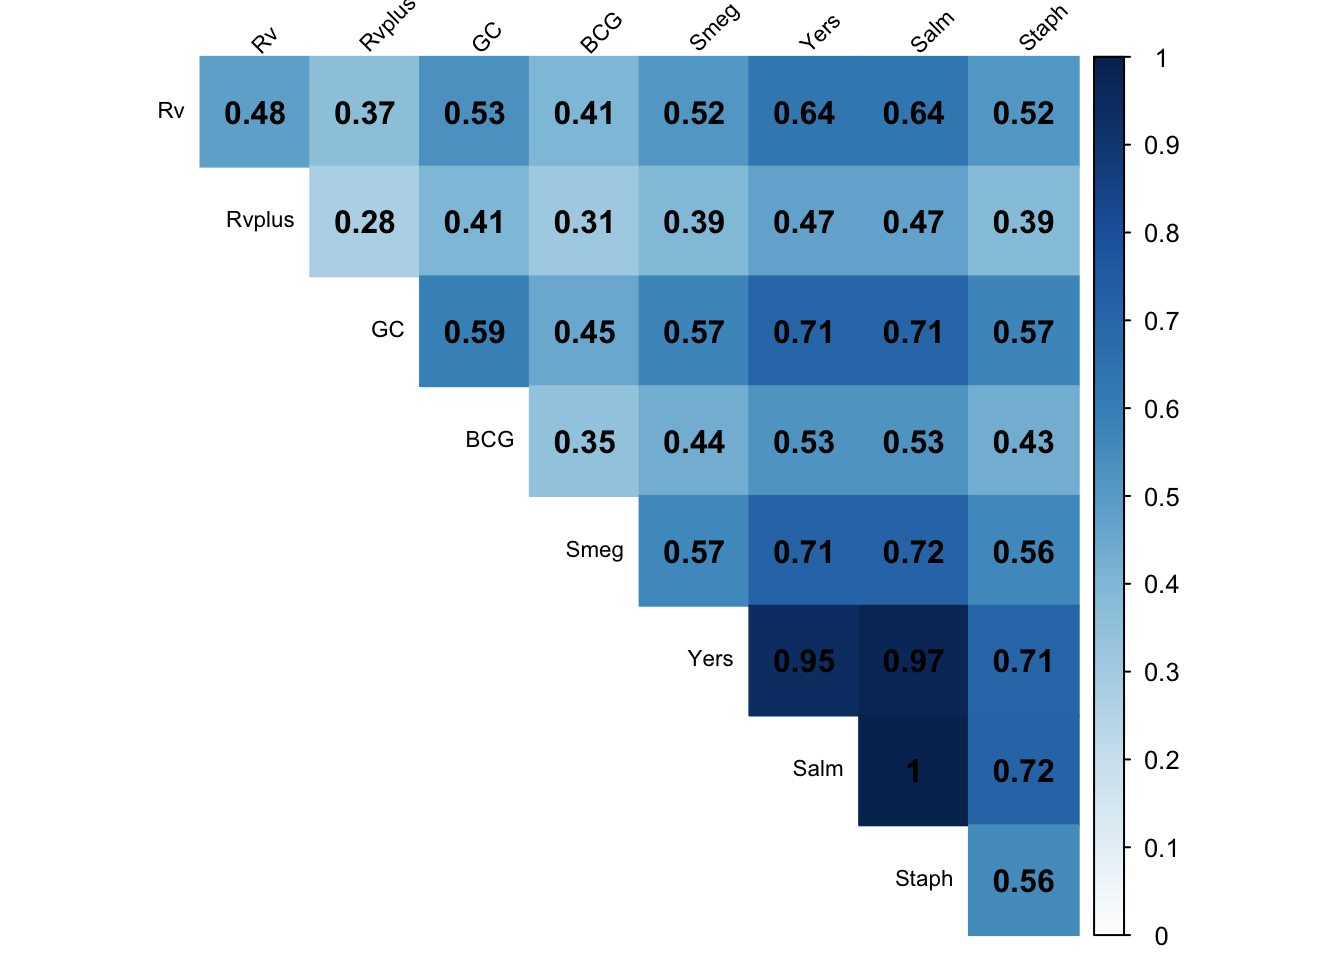 Rv Rvplus GC BCG Smeg Yers Salm Staph
Rv 0.48 0.37 0.53 0.41 0.52 0.64 0.64 0.52
Rvplus 0.28 0.41 0.31 0.39 0.47 0.47 0.39
GC 0.59 0.45 0.57 0.71 0.71 0.57
BCG 0.35 0.44 0.53 0.53 0.43
Smeg 0.57 0.71 0.72 0.56
Yers 0.95 0.97 0.71
Salm 1 0.72
Staph 0.56
1
0.9
0.8
0.7
0.6
0.5
0.4
0.3
0.2
0.1
0